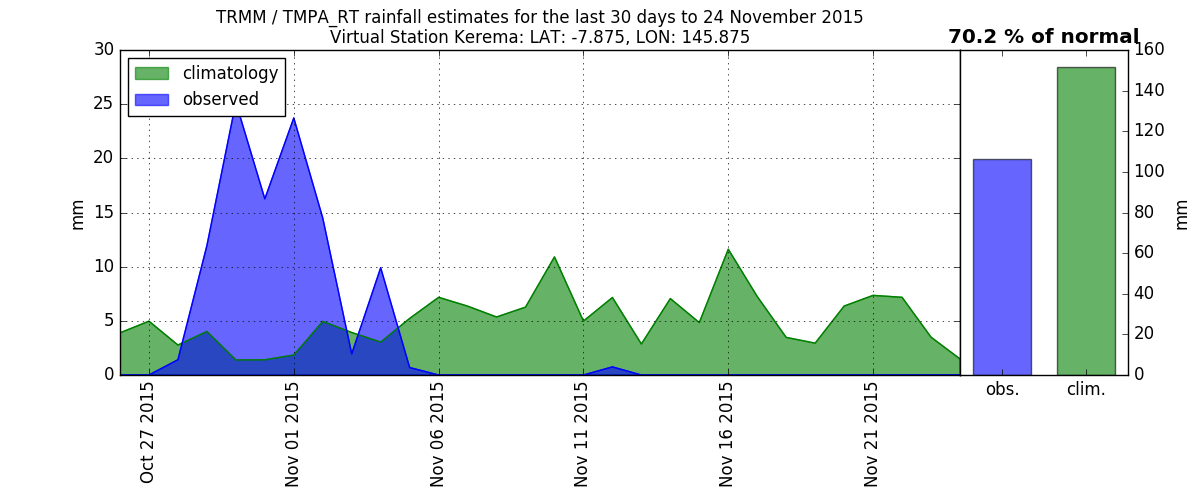 TRMM / TMPA_RT rainfall estimates for the last 30 days to 24 November 2015
Virtual Station Kerema: LAT: -7.875, LON: 145.875
70.2 % of normal
climatology
observed
30
25
20
15
10
5
0
mm
Oct 27 2015
Nov 01 2015
Nov 06 2015
Nov 11 2015
Nov 16 2015
Nov 21 2015
160
140
120
100
80
60
40
20
0
mm
obs.
clim.